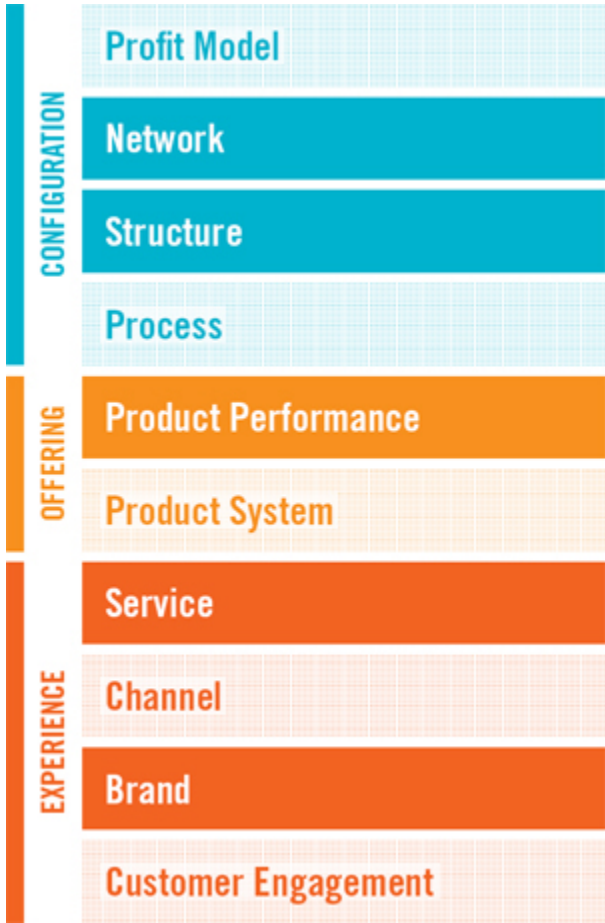 CONFIGURATION
Profit Model
Network
Structure
Process
OFFERING
Product Performance
Product System
EXPERIENCE
Service
Channel
Brand
Customer Engagement